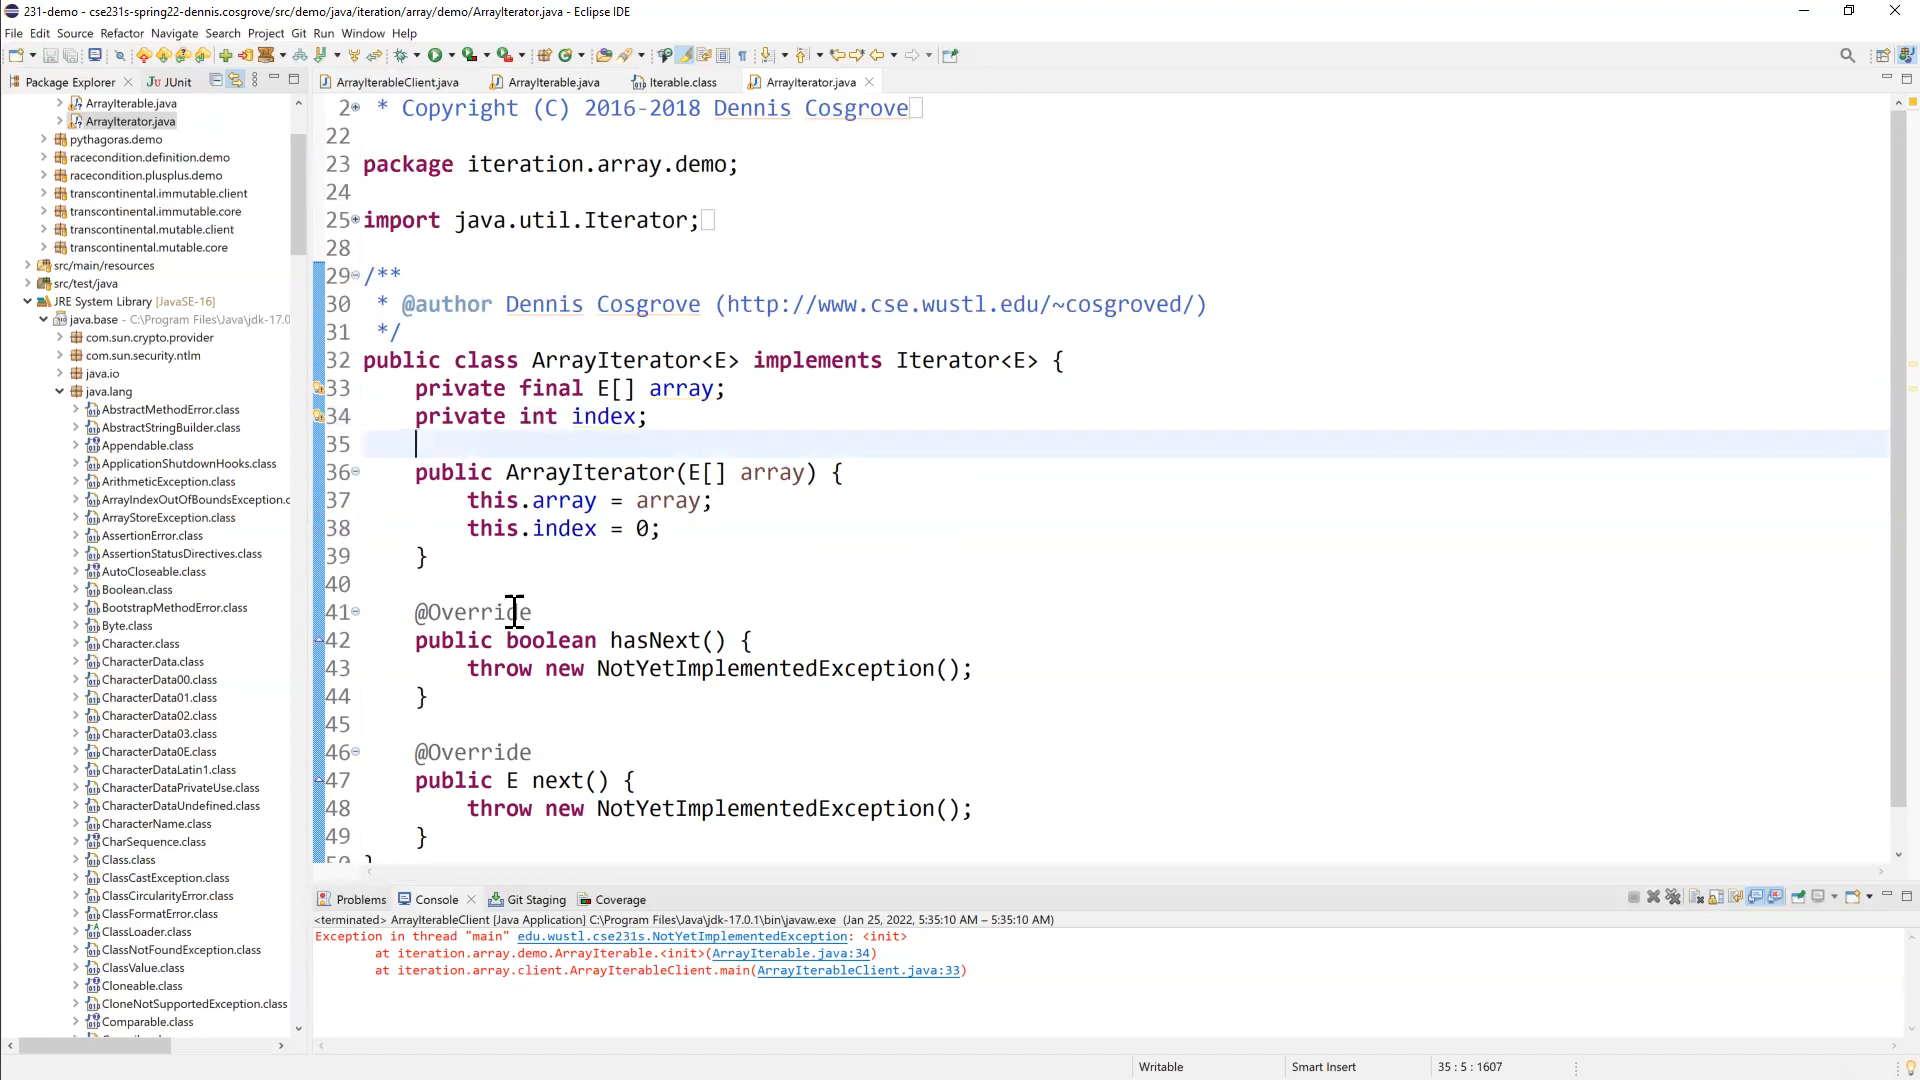 231-demo - cse231s-spring22-dennis.cosgrove/src/demo/java/iteration/array/demo/ArrayIterator.java - Eclipse IDE
File Edit Source Refactor Navigate Search Project Git Run Window Help
Package Explorer JUnit
ArrayIterableClient.java ArrayIterable.java Iterable.class ArrayIterator.java
ArrayIterable.java
ArrayIterator.java
pythagoras.demo
racecondition.definition.demo
racecondition.plusplus.demo
transcontinental.immutable.client
transcontinental.immutable.core
transcontinental.mutable.client
transcontinental.mutable.core
src/main/resources
src/test/java
JRE System Library [JavaSE-16]
java.base - C:\Program Files\Java\jdk-17.0
com.sun.crypto.provider
com.sun.security.ntlm
java.io
java.lang
AbstractMethodError.class
AbstractStringBuilder.class
Appendable.class
ApplicationShutdownHooks.class
ArithmeticException.class
ArrayIndexOutOfBoundsException.c
ArrayStoreException.class
AssertionError.class
AssertionStatusDirectives.class
AutoCloseable.class
Boolean.class
BootstrapMethodError.class
Byte.class
Character.class
CharacterData.class
CharacterData00.class
CharacterData01.class
CharacterData02.class
CharacterData03.class
CharacterData0E.class
CharacterDataLatin1.class
CharacterDataPrivateUse.class
CharacterDataUndefined.class
CharacterName.class
CharSequence.class
Class.class
ClassCastException.class
ClassCircularityError.class
ClassFormatError.class
ClassLoader.class
ClassNotFoundException.class
ClassValue.class
Cloneable.class
CloneNotSupportedException.class
Comparable.class
2 * Copyright (C) 2016-2018 Dennis Cosgrove
22
23 package iteration.array.demo;
24
25 import java.util.Iterator;
28
29 /**
30 * @author Dennis Cosgrove (http://www.cse.wustl.edu/~cosgroved/)
31 */
32 public class ArrayIterator<E> implements Iterator<E> {
33 private final E[] array;
34 private int index;
35
36 public ArrayIterator(E[] array) {
37 this.array = array;
38 this.index = 0;
39 }
40
41 @Override
42 public boolean hasNext() {
43 throw new NotYetImplementedException();
44 }
45
46 @Override
47 public E next() {
48 throw new NotYetImplementedException();
49 }
50 }
Problems Console Git Staging Coverage
<terminated> ArrayIterableClient [Java Application] C:\Program Files\Java\jdk-17.0.1\bin\javaw.exe (Jan 25, 2022, 5:35:10 AM – 5:35:10 AM)
Exception in thread "main" edu.wustl.cse231s.NotYetImplementedException: <init>
at iteration.array.demo.ArrayIterable.<init>(ArrayIterable.java:34)
at iteration.array.client.ArrayIterableClient.main(ArrayIterableClient.java:33)
Writable Smart Insert 35 : 5 : 1607